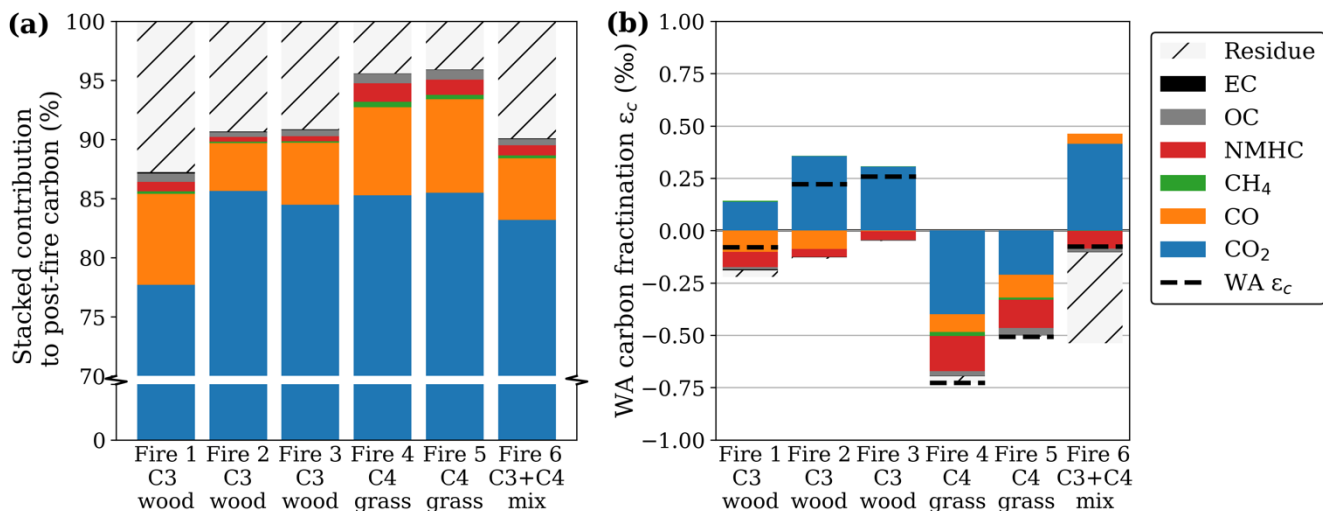 (a)
Stacked contribution
to post-fire carbon (%)
100
95
90
85
80
75
70
0
Fire 1
C3
wood
Fire 2
C3
wood
Fire 3
C3
wood
Fire 4
C4
grass
Fire 5
C4
grass
Fire 6
C3+C4
mix
(b)
WA carbon fractination ε_c (‰)
1.00
0.75
0.50
0.25
0.00
−0.25
−0.50
−0.75
−1.00
Fire 1
C3
wood
Fire 2
C3
wood
Fire 3
C3
wood
Fire 4
C4
grass
Fire 5
C4
grass
Fire 6
C3+C4
mix
Residue
EC
OC
NMHC
CH₄
CO
CO₂
WA ε_c